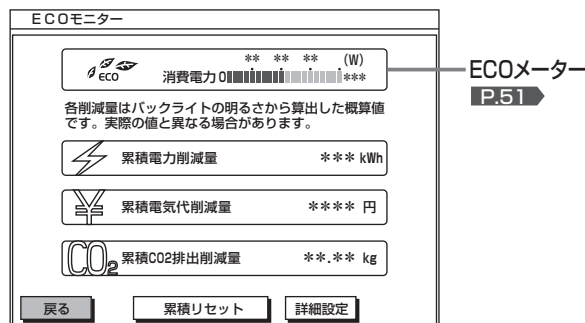 ECOモニター
** ** ** (W)
ECO 消費電力 0 ***
ECOメーター
P.51
各削減量はバックライトの明るさから算出した概算値
です。実際の値と異なる場合があります。
累積電力削減量 *** kWh
¥ 累積電気代削減量 **** 円
CO2 累積CO2排出削減量 **.** kg
戻る 累積リセット 詳細設定